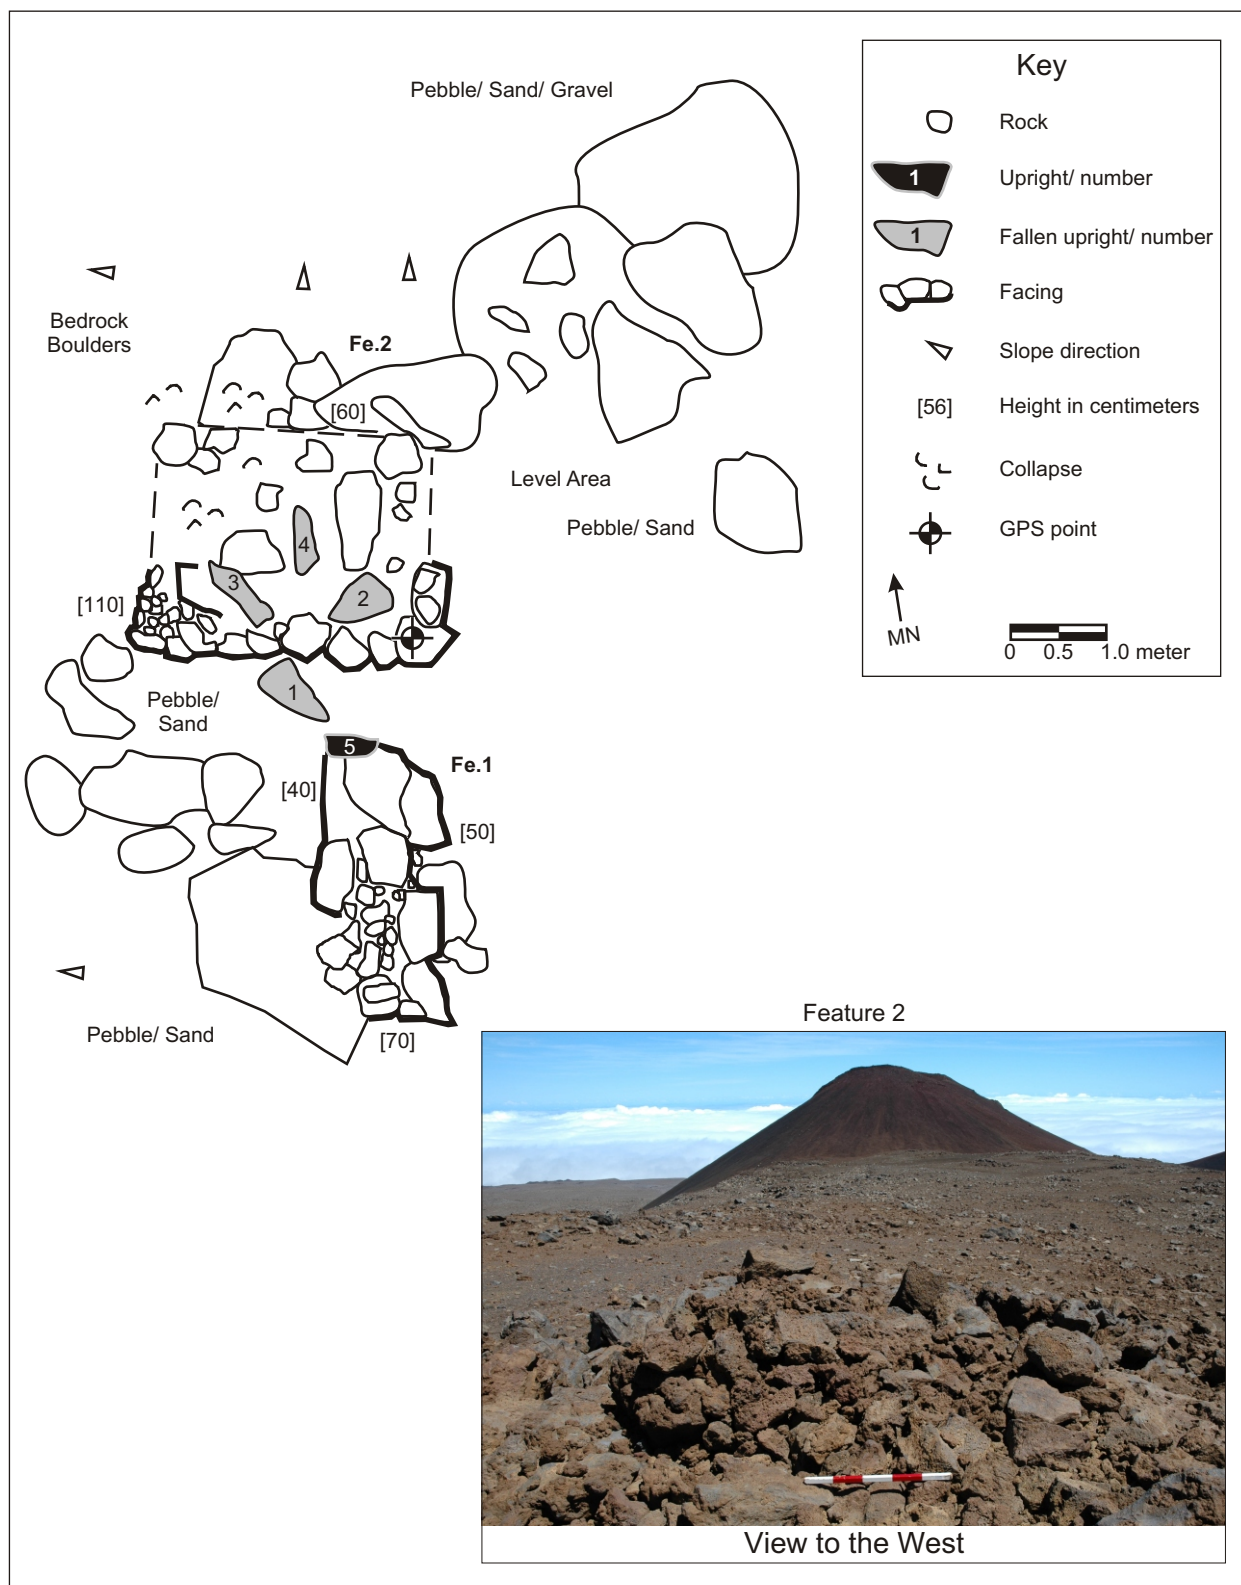 Pebble/ Sand/ Gravel
Bedrock
Boulders
Fe.2
[60]
Level Area
Pebble/ Sand
4
3
2
[110]
1
Pebble/
Sand
5
Fe.1
[40]
[50]
Pebble/ Sand
[70]
Key
Rock
1
Upright/ number
1
Fallen upright/ number
Facing
Slope direction
[56]
Height in centimeters
Collapse
GPS point
MN
0 0.5 1.0 meter
Feature 2
View to the West